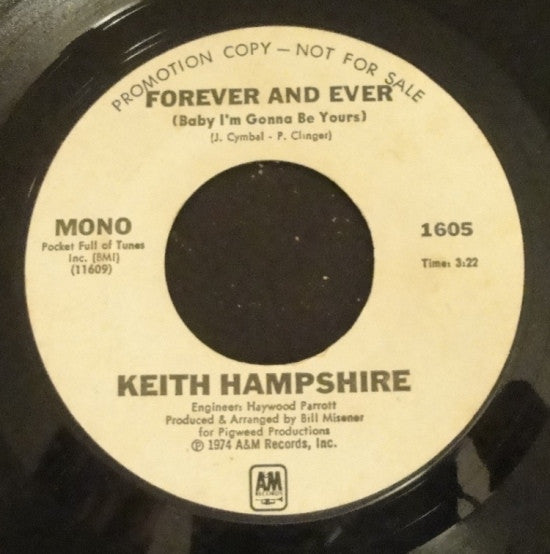 PROMOTION COPY — NOT FOR SALE
FOREVER AND EVER
(Baby I'm Gonna Be Yours)
(J. Cymbal - P. Clinger)
MONO
Pocket Full of Tunes
Inc. (BMI)
(11609)
1605
Time: 3:22
KEITH HAMPSHIRE
Engineer: Haywood Parrott
Produced & Arranged by Bill Misener
for Pigweed Productions
℗ 1974 A&M Records, Inc.
A&M
RECORDS